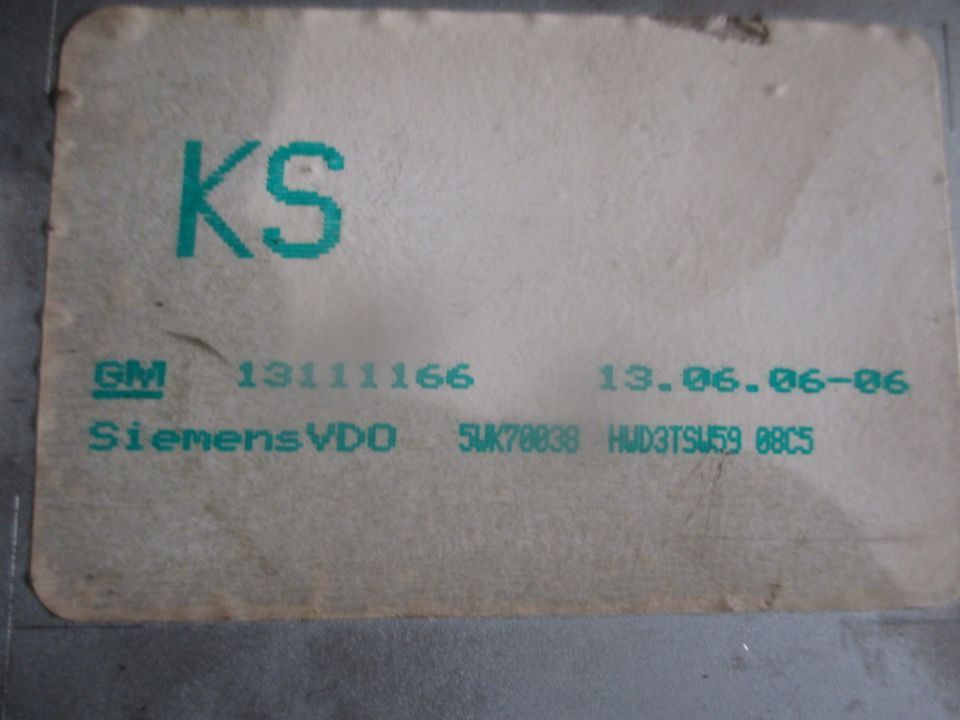 KS
GM 13111166 13.06.06-06
SiemensVDO 5WK70038 HWD3TSW59 08C5